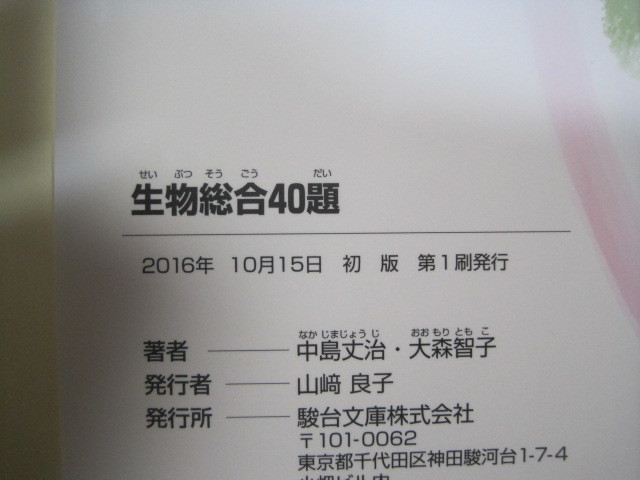 せい ぶつ そう ごう だい
生物総合40題
2016年 10月15日 初 版 第1刷発行
なか じまじょう じ おお もり とも こ
著者 ―――― 中島丈治・大森智子
発行者 ――― 山﨑 良子
発行所 ――― 駿台文庫株式会社
〒101-0062
東京都千代田区神田駿河台1-7-4
小畑ビル内